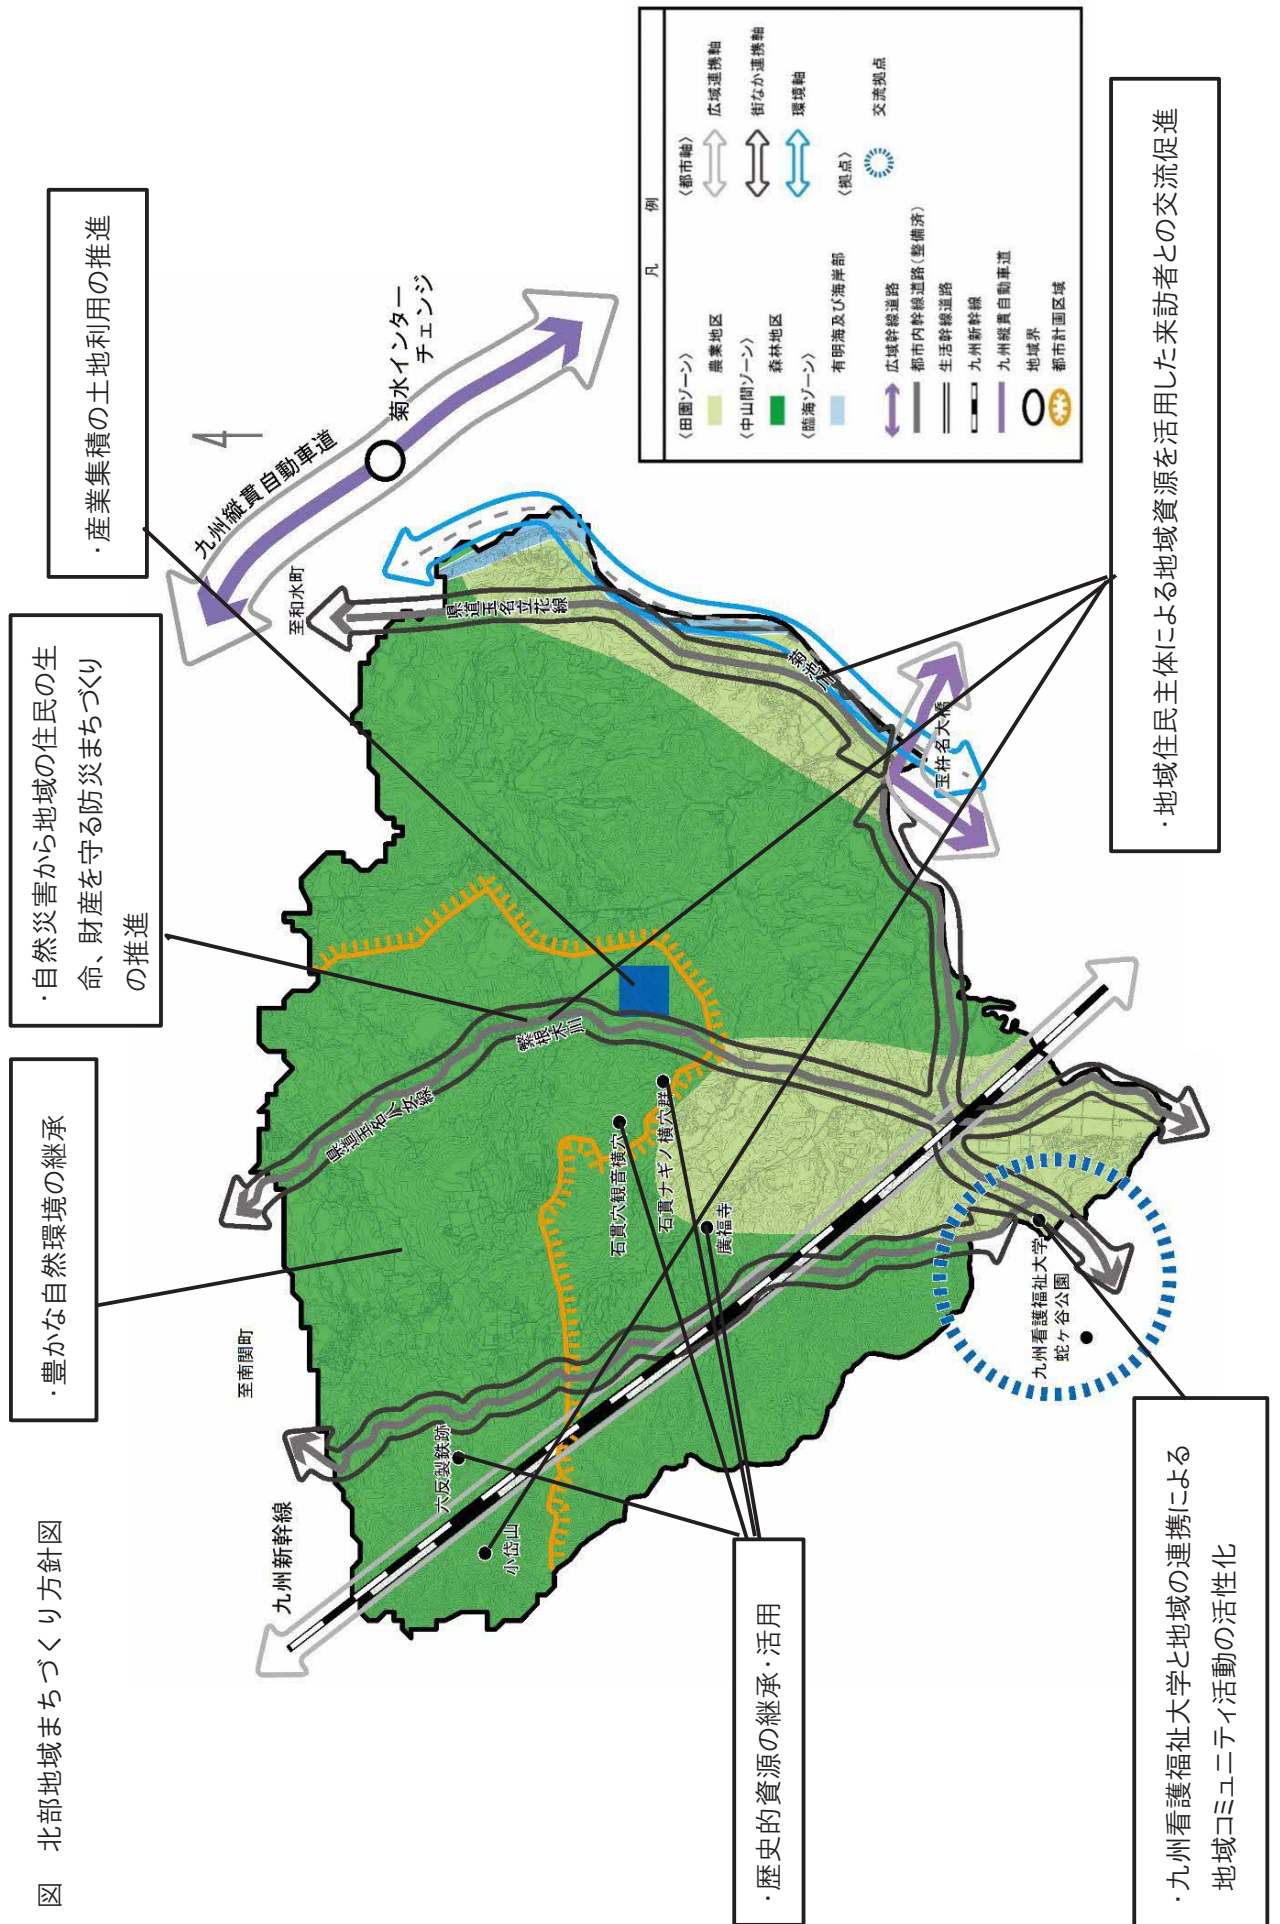 図　北部地域まちづくり方針図
・豊かな自然環境の継承
・自然災害から地域の住民の生
命、財産を守る防災まちづくり
の推進
・産業集積の土地利用の推進
九州新幹線
至南関町
至和水町
九州縦貫自動車道
菊水インター
チェンジ
県道玉名八女線
県道玉名立花線
繁根木川
菊池川
六反製鉄跡
小岱山
石貫穴観音横穴
石貫ナギノ横穴群
廣福寺
玉杵名大橋
九州看護福祉大学
蛇ヶ谷公園
凡　例
〈田園ゾーン〉
農業地区
〈中山間ゾーン〉
森林地区
〈臨海ゾーン〉
有明海及び海岸部
広域幹線道路
都市内幹線道路（整備済）
生活幹線道路
九州新幹線
九州縦貫自動車道
地域界
都市計画区域
〈都市軸〉
広域連携軸
街なか連携軸
環境軸
〈拠点〉
交流拠点
・歴史的資源の継承・活用
・九州看護福祉大学と地域の連携による
地域コミュニティ活動の活性化
・地域住民主体による地域資源を活用した来訪者との交流促進